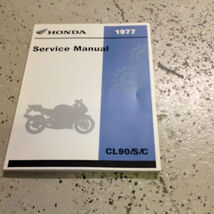 HONDA
1977
Service Manual
CL90/S/C